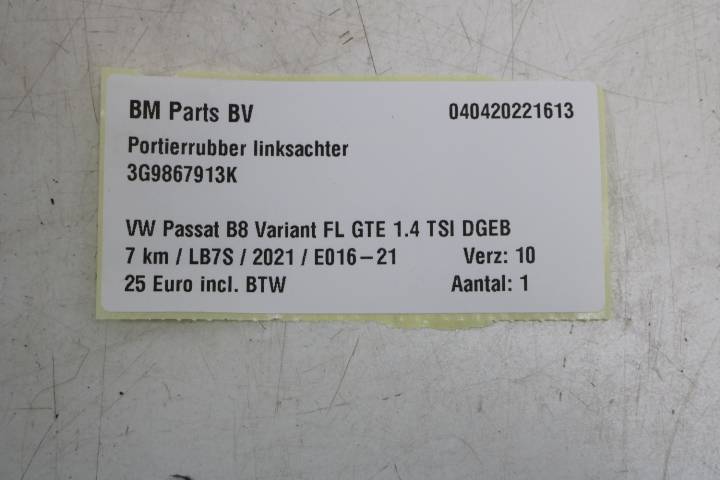 BM Parts BV 040420221613
Portierrubber linksachter
3G9867913K
VW Passat B8 Variant FL GTE 1.4 TSI DGEB
7 km / LB7S / 2021 / E016-21 Verz: 10
25 Euro incl. BTW Aantal: 1